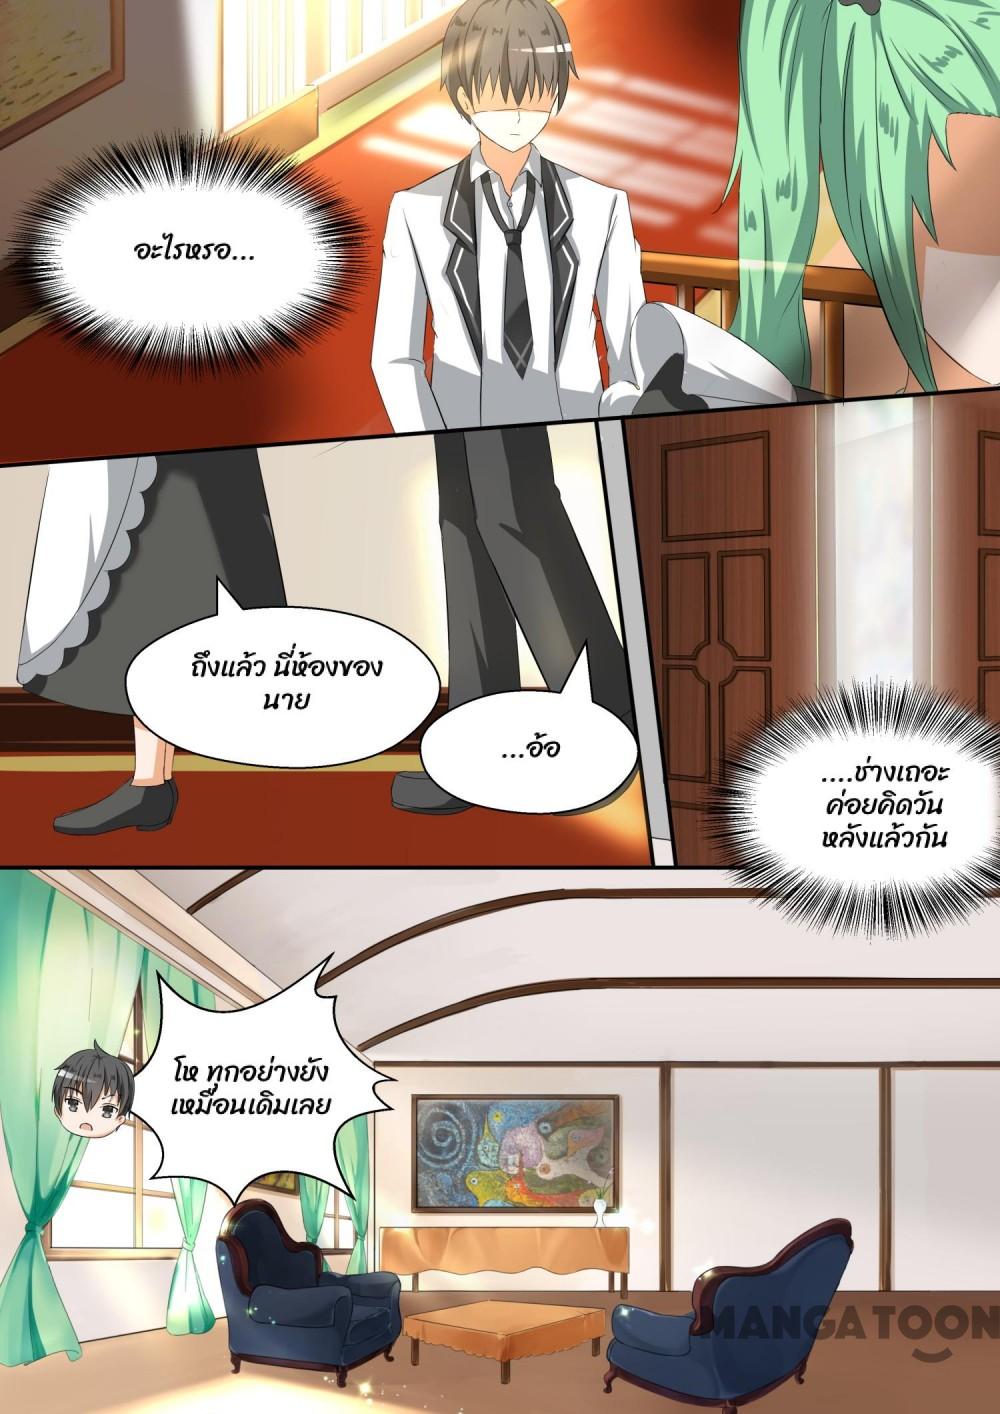 อะไรหรอ...
ถึงแล้ว นี่ห้องของ
นาย
...อ้อ
....ช่างเถอะ
ค่อยคิดวัน
หลังแล้วกัน
โห ทุกอย่างยัง
เหมือนเดิมเลย
MANGATOON